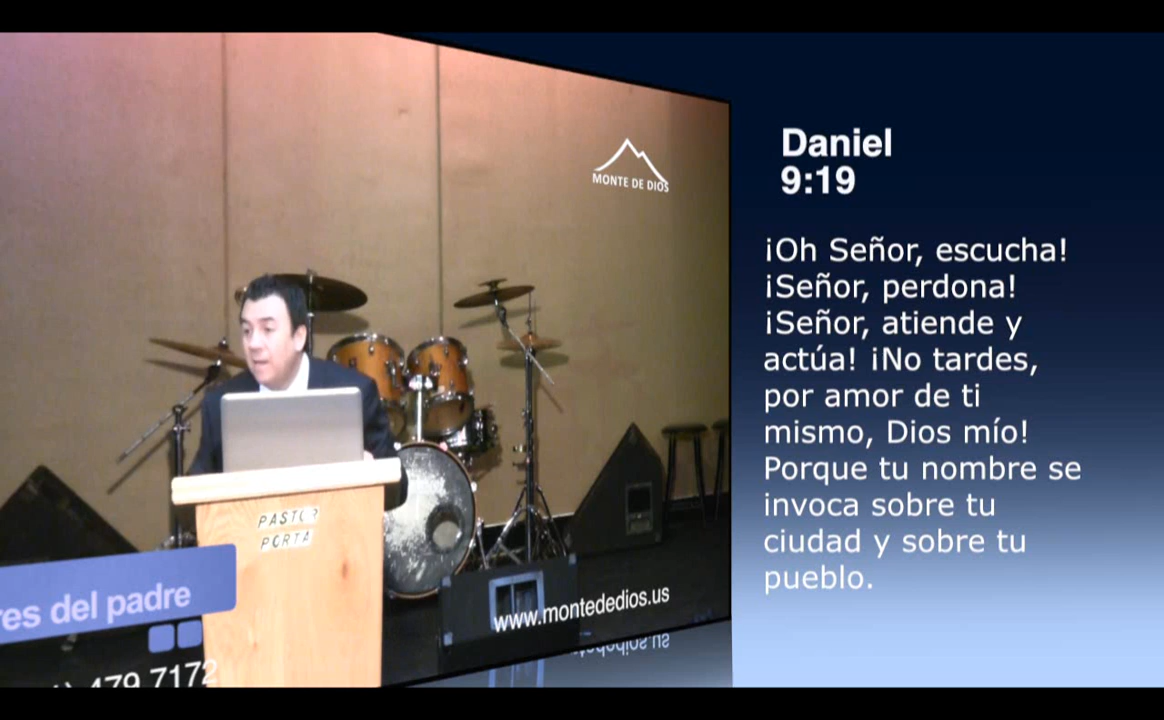 MONTE DE DIOS
PASTOR
PORTA
del padre
479 7172
www.montededios.us
Daniel
9:19
¡Oh Señor, escucha!
¡Señor, perdona!
¡Señor, atiende y
actúa! ¡No tardes,
por amor de ti
mismo, Dios mío!
Porque tu nombre se
invoca sobre tu
ciudad y sobre tu
pueblo.